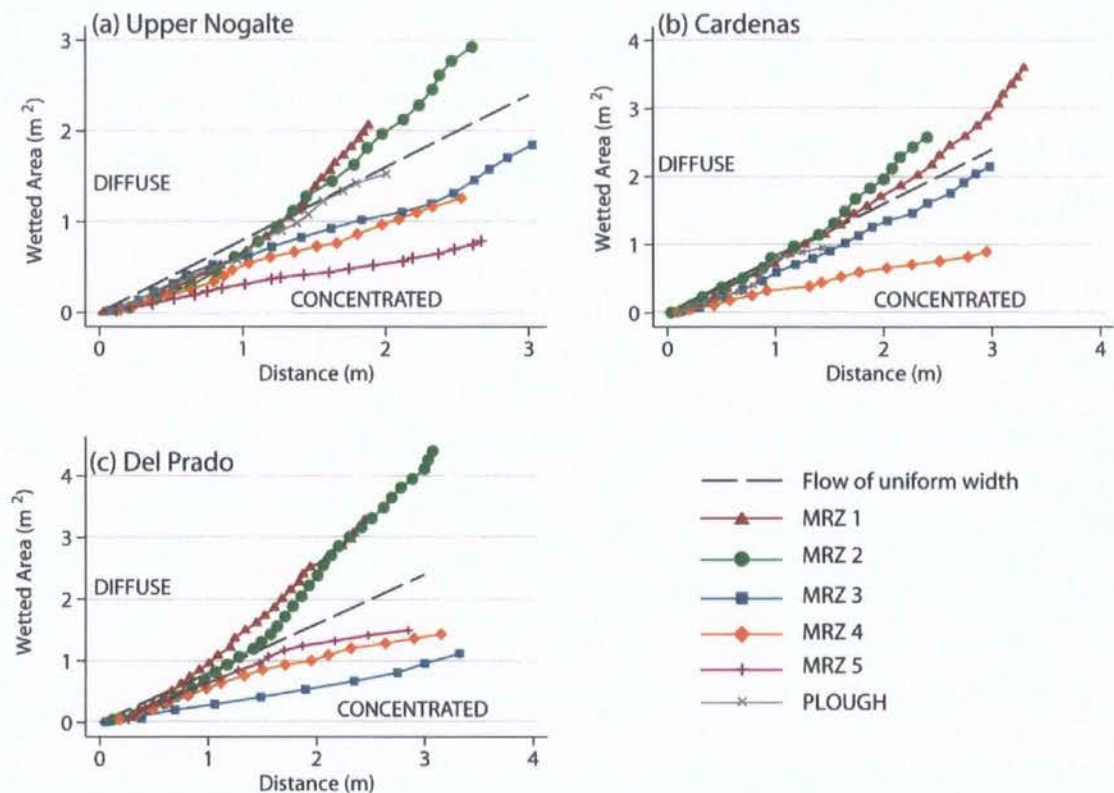 (a) Upper Nogalte
3
2
1
0
Wetted Area (m²)
DIFFUSE
CONCENTRATED
0 1 2 3
Distance (m)
(b) Cardenas
4
3
2
1
0
Wetted Area (m²)
DIFFUSE
CONCENTRATED
0 1 2 3 4
Distance (m)
(c) Del Prado
4
3
2
1
0
Wetted Area (m²)
DIFFUSE
CONCENTRATED
0 1 2 3 4
Distance (m)
Flow of uniform width
MRZ 1
MRZ 2
MRZ 3
MRZ 4
MRZ 5
PLOUGH